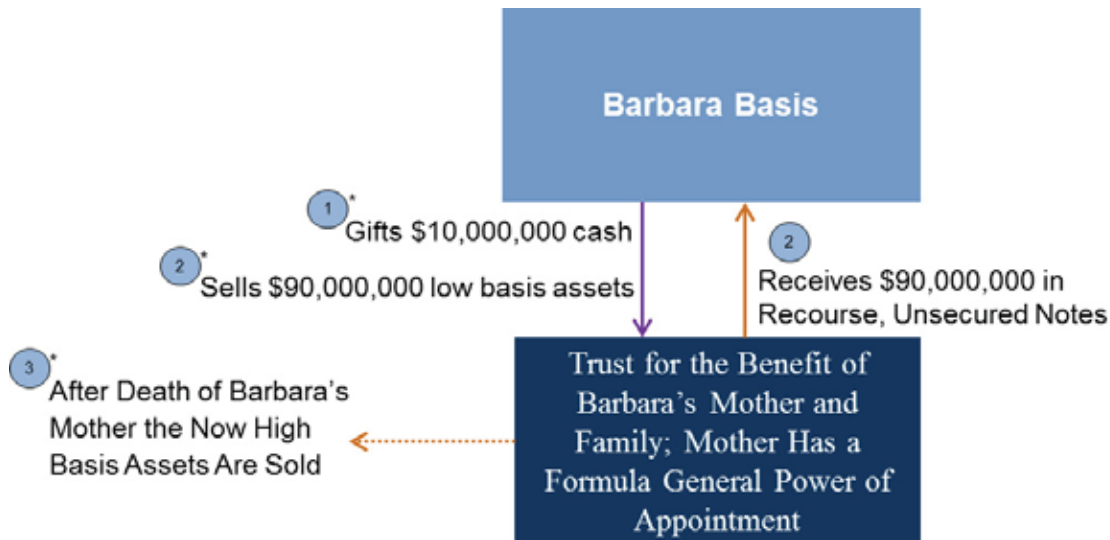 Barbara Basis
1
*
Gifts $10,000,000 cash
2
*
Sells $90,000,000 low basis assets
2
Receives $90,000,000 in
Recourse, Unsecured Notes
3
*
After Death of Barbara’s
Mother the Now High
Basis Assets Are Sold
Trust for the Benefit of
Barbara’s Mother and
Family; Mother Has a
Formula General Power of
Appointment